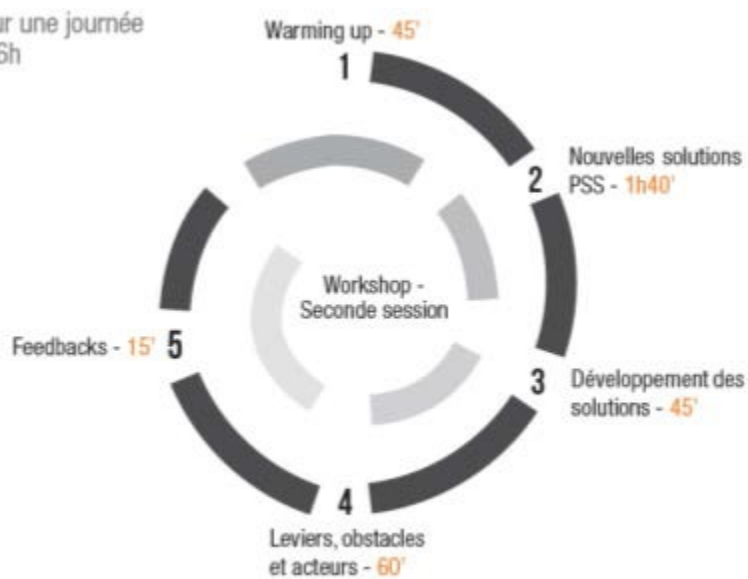 une journée
6h
Warming up - 45'
1
2
Nouvelles solutions
PSS - 1h40'
Workshop -
Seconde session
3
Développement des
solutions - 45'
Feedbacks - 15' 5
4
Leviers, obstacles
et acteurs - 60'